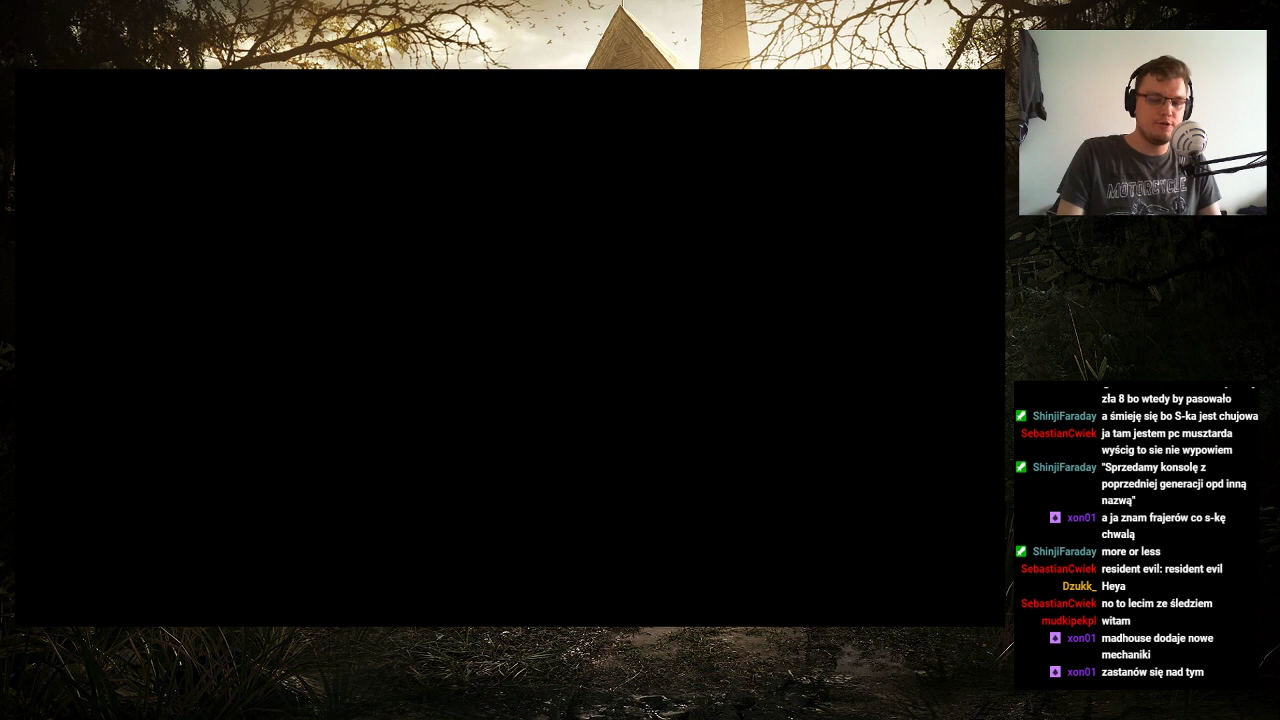 MOTORCYCLE
zła 8 bo wtedy by pasowało
ShinjiFaraday a śmieję się bo S-ka jest chujowa
SebastianCwiek ja tam jestem pc musztarda
wyścig to sie nie wypowiem
ShinjiFaraday "Sprzedamy konsolę z
poprzedniej generacji opd inną
nazwą"
xon01 a ja znam frajerów co s-kę
chwalą
ShinjiFaraday more or less
SebastianCwiek resident evil: resident evil
Dzukk_ Heya
SebastianCwiek no to lecim ze śledziem
mudkipekpl witam
xon01 madhouse dodaje nowe
mechaniki
xon01 zastanów się nad tym